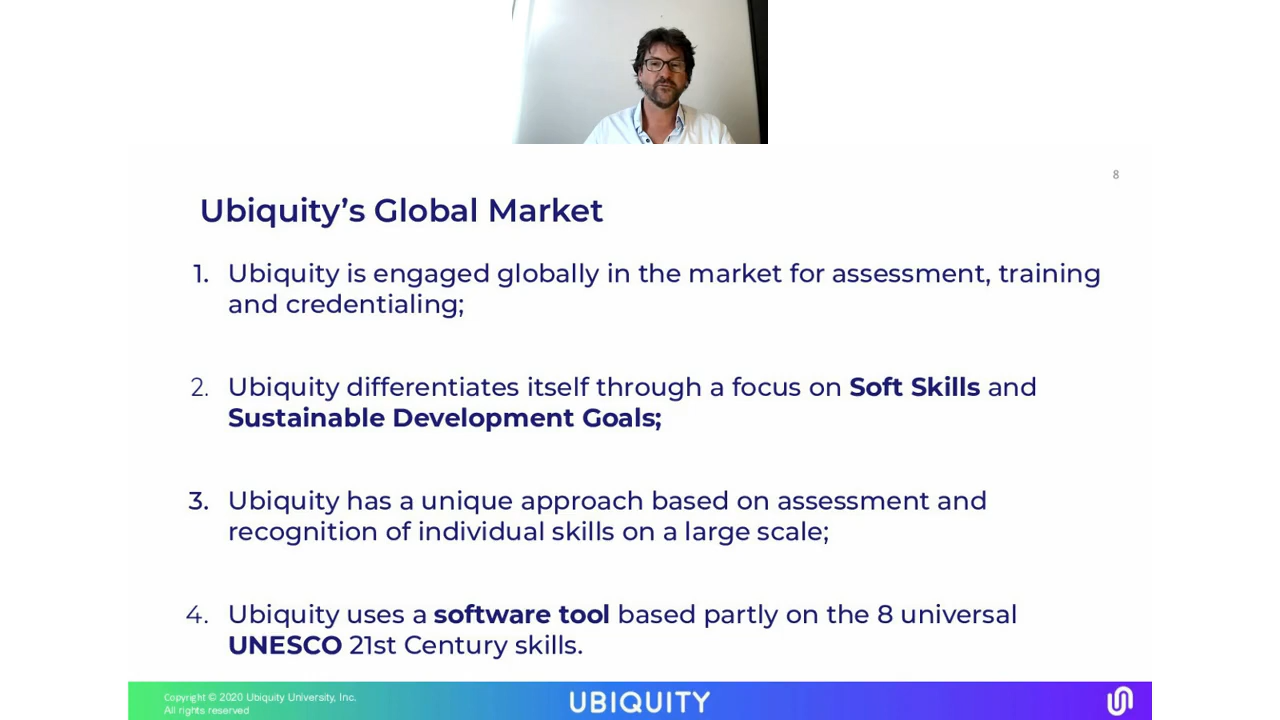 8
Ubiquity’s Global Market
1. Ubiquity is engaged globally in the market for assessment, training
and credentialing;
2. Ubiquity differentiates itself through a focus on Soft Skills and
Sustainable Development Goals;
3. Ubiquity has a unique approach based on assessment and
recognition of individual skills on a large scale;
4. Ubiquity uses a software tool based partly on the 8 universal
UNESCO 21st Century skills.
Copyright © 2020 Ubiquity University, Inc.
All rights reserved
UBIQUITY